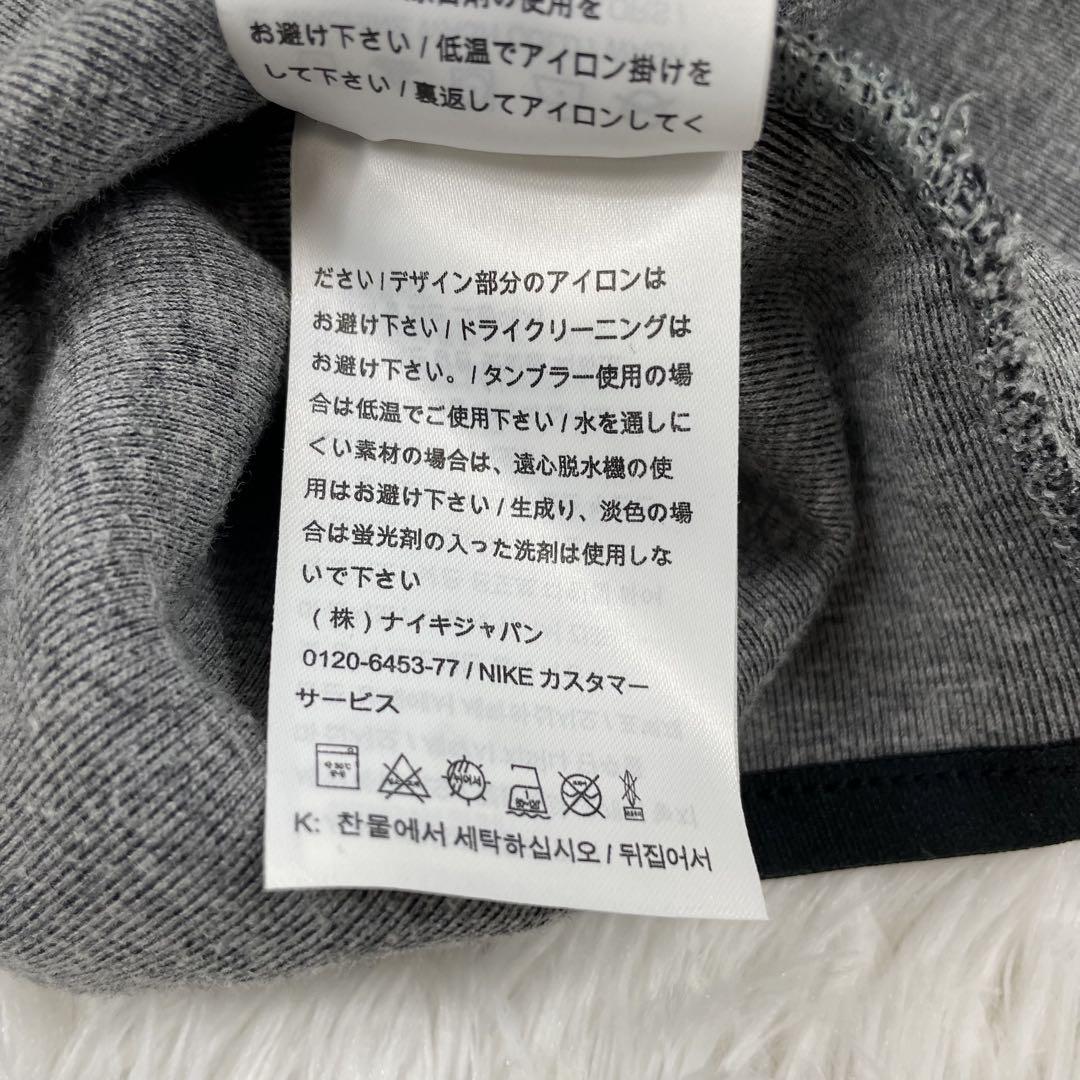 の使用を
お避け下さい / 低温でアイロン掛けを
して下さい / 裏返してアイロンしてく
ださい / デザイン部分のアイロンは
お避け下さい / ドライクリーニングは
お避け下さい。/ タンブラー使用の場
合は低温でご使用下さい / 水を通しに
くい素材の場合は、遠心脱水機の使
用はお避け下さい / 生成り、淡色の場
合は蛍光剤の入った洗剤は使用しな
いで下さい
(株)ナイキジャパン
0120-6453-77 / NIKE カスタマー
サービス
K: 찬물에서 세탁하십시오 / 뒤집어서